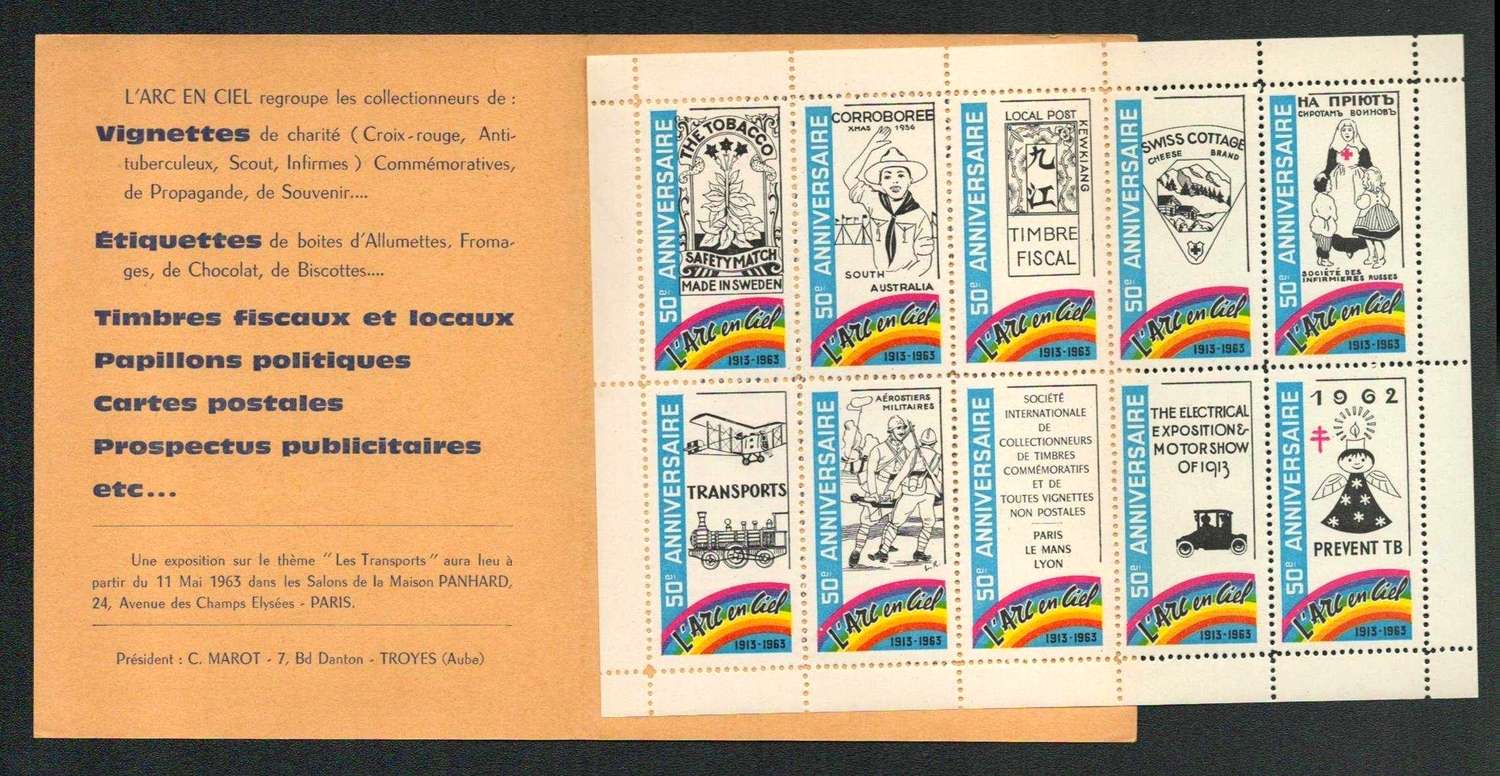 L'ARC EN CIEL regroupe les collectionneurs de :
Vignettes de charité ( Croix-rouge, Anti-
tuberculeux, Scout, Infirmes ) Commémoratives,
de Propagande, de Souvenir....
Étiquettes de boites d'Allumettes, Froma-
ges, de Chocolat, de Biscottes....
Timbres fiscaux et locaux
Papillons politiques
Cartes postales
Prospectus publicitaires
etc...
Une exposition sur le thème "Les Transports" aura lieu à
partir du 11 Mai 1963 dans les Salons de la Maison PANHARD,
24, Avenue des Champs Elysées - PARIS.
Président : C. MAROT - 7, Bd Danton - TROYES (Aube)
50e ANNIVERSAIRE
THE TOBACCO
SAFETY MATCH
MADE IN SWEDEN
L'ARC en Ciel
1913-1963
50e ANNIVERSAIRE
CORROBOREE
XMAS 1936
SOUTH
AUSTRALIA
L'ARC en Ciel
1913-1963
50e ANNIVERSAIRE
LOCAL POST
KEWKIANG
九
江
TIMBRE
FISCAL
L'ARC en Ciel
1913-1963
50e ANNIVERSAIRE
SWISS COTTAGE
CHEESE BRAND
L'ARC en Ciel
1913-1963
50e ANNIVERSAIRE
НА ПРІЮТЪ
СИРОТАМЪ ВОИНОВЪ
SOCIÉTÉ DES
INFIRMIERES RUSSES
L'ARC en Ciel
1913-1963
50e ANNIVERSAIRE
TRANSPORTS
L'ARC en Ciel
1913-1963
50e ANNIVERSAIRE
AÉROSTIERS
MILITAIRES
L'ARC en Ciel
1913-1963
50e ANNIVERSAIRE
SOCIÉTÉ
INTERNATIONALE
DE
COLLECTIONNEURS
DE TIMBRES
COMMÉMORATIFS
ET DE
TOUTES VIGNETTES
NON POSTALES
PARIS
LE MANS
LYON
L'ARC en Ciel
1913-1963
50e ANNIVERSAIRE
THE ELECTRICAL
EXPOSITION &
MOTOR SHOW
OF 1913
L'ARC en Ciel
1913-1963
50e ANNIVERSAIRE
1962
PREVENT TB
L'ARC en Ciel
1913-1963